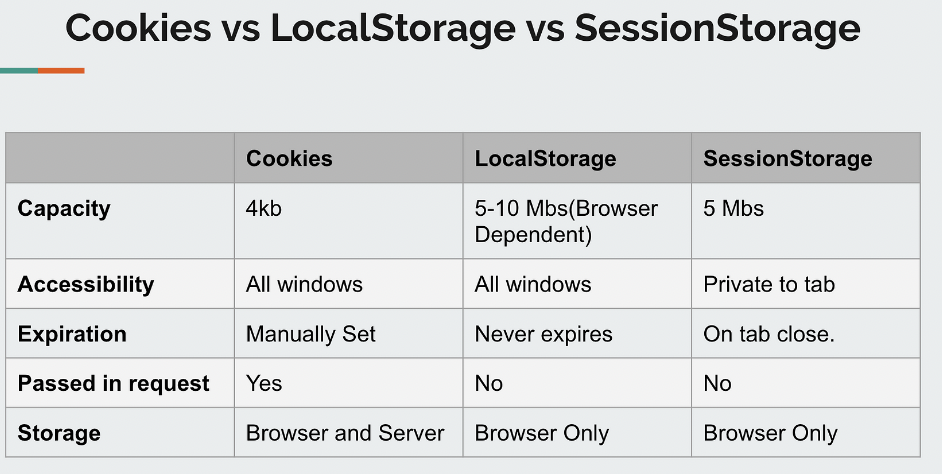 Cookies vs LocalStorage vs SessionStorage
Cookies LocalStorage SessionStorage
Capacity 4kb 5-10 Mbs(Browser 5 Mbs
Dependent)
Accessibility All windows All windows Private to tab
Expiration Manually Set Never expires On tab close.
Passed in request Yes No No
Storage Browser and Server Browser Only Browser Only